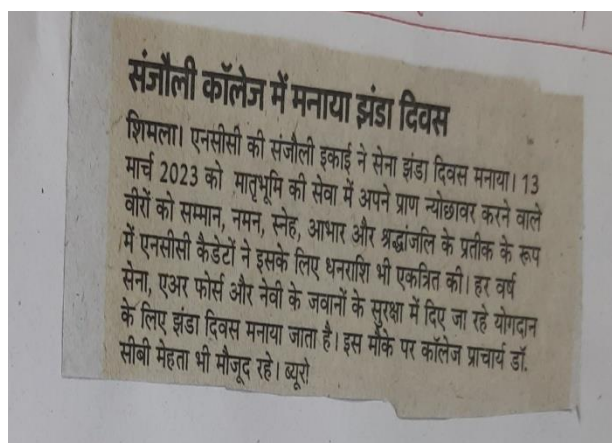 संजौली कॉलेज में मनाया झंडा दिवस
शिमला। एनसीसी की संजौली इकाई ने सेना झंडा दिवस मनाया। 13
मार्च 2023 को मातृभूमि की सेवा में अपने प्राण न्योछावर करने वाले
वीरों को सम्मान, नमन, स्नेह, आभार और श्रद्धांजलि के प्रतीक के रूप
में एनसीसी कैडेटों ने इसके लिए धनराशि भी एकत्रित की। हर वर्ष
सेना, एअर फोर्स और नेवी के जवानों के सुरक्षा में दिए जा रहे योगदान
के लिए झंडा दिवस मनाया जाता है। इस मौके पर कॉलेज प्राचार्य डॉ.
सीबी मेहता भी मौजूद रहे। ब्यूरो